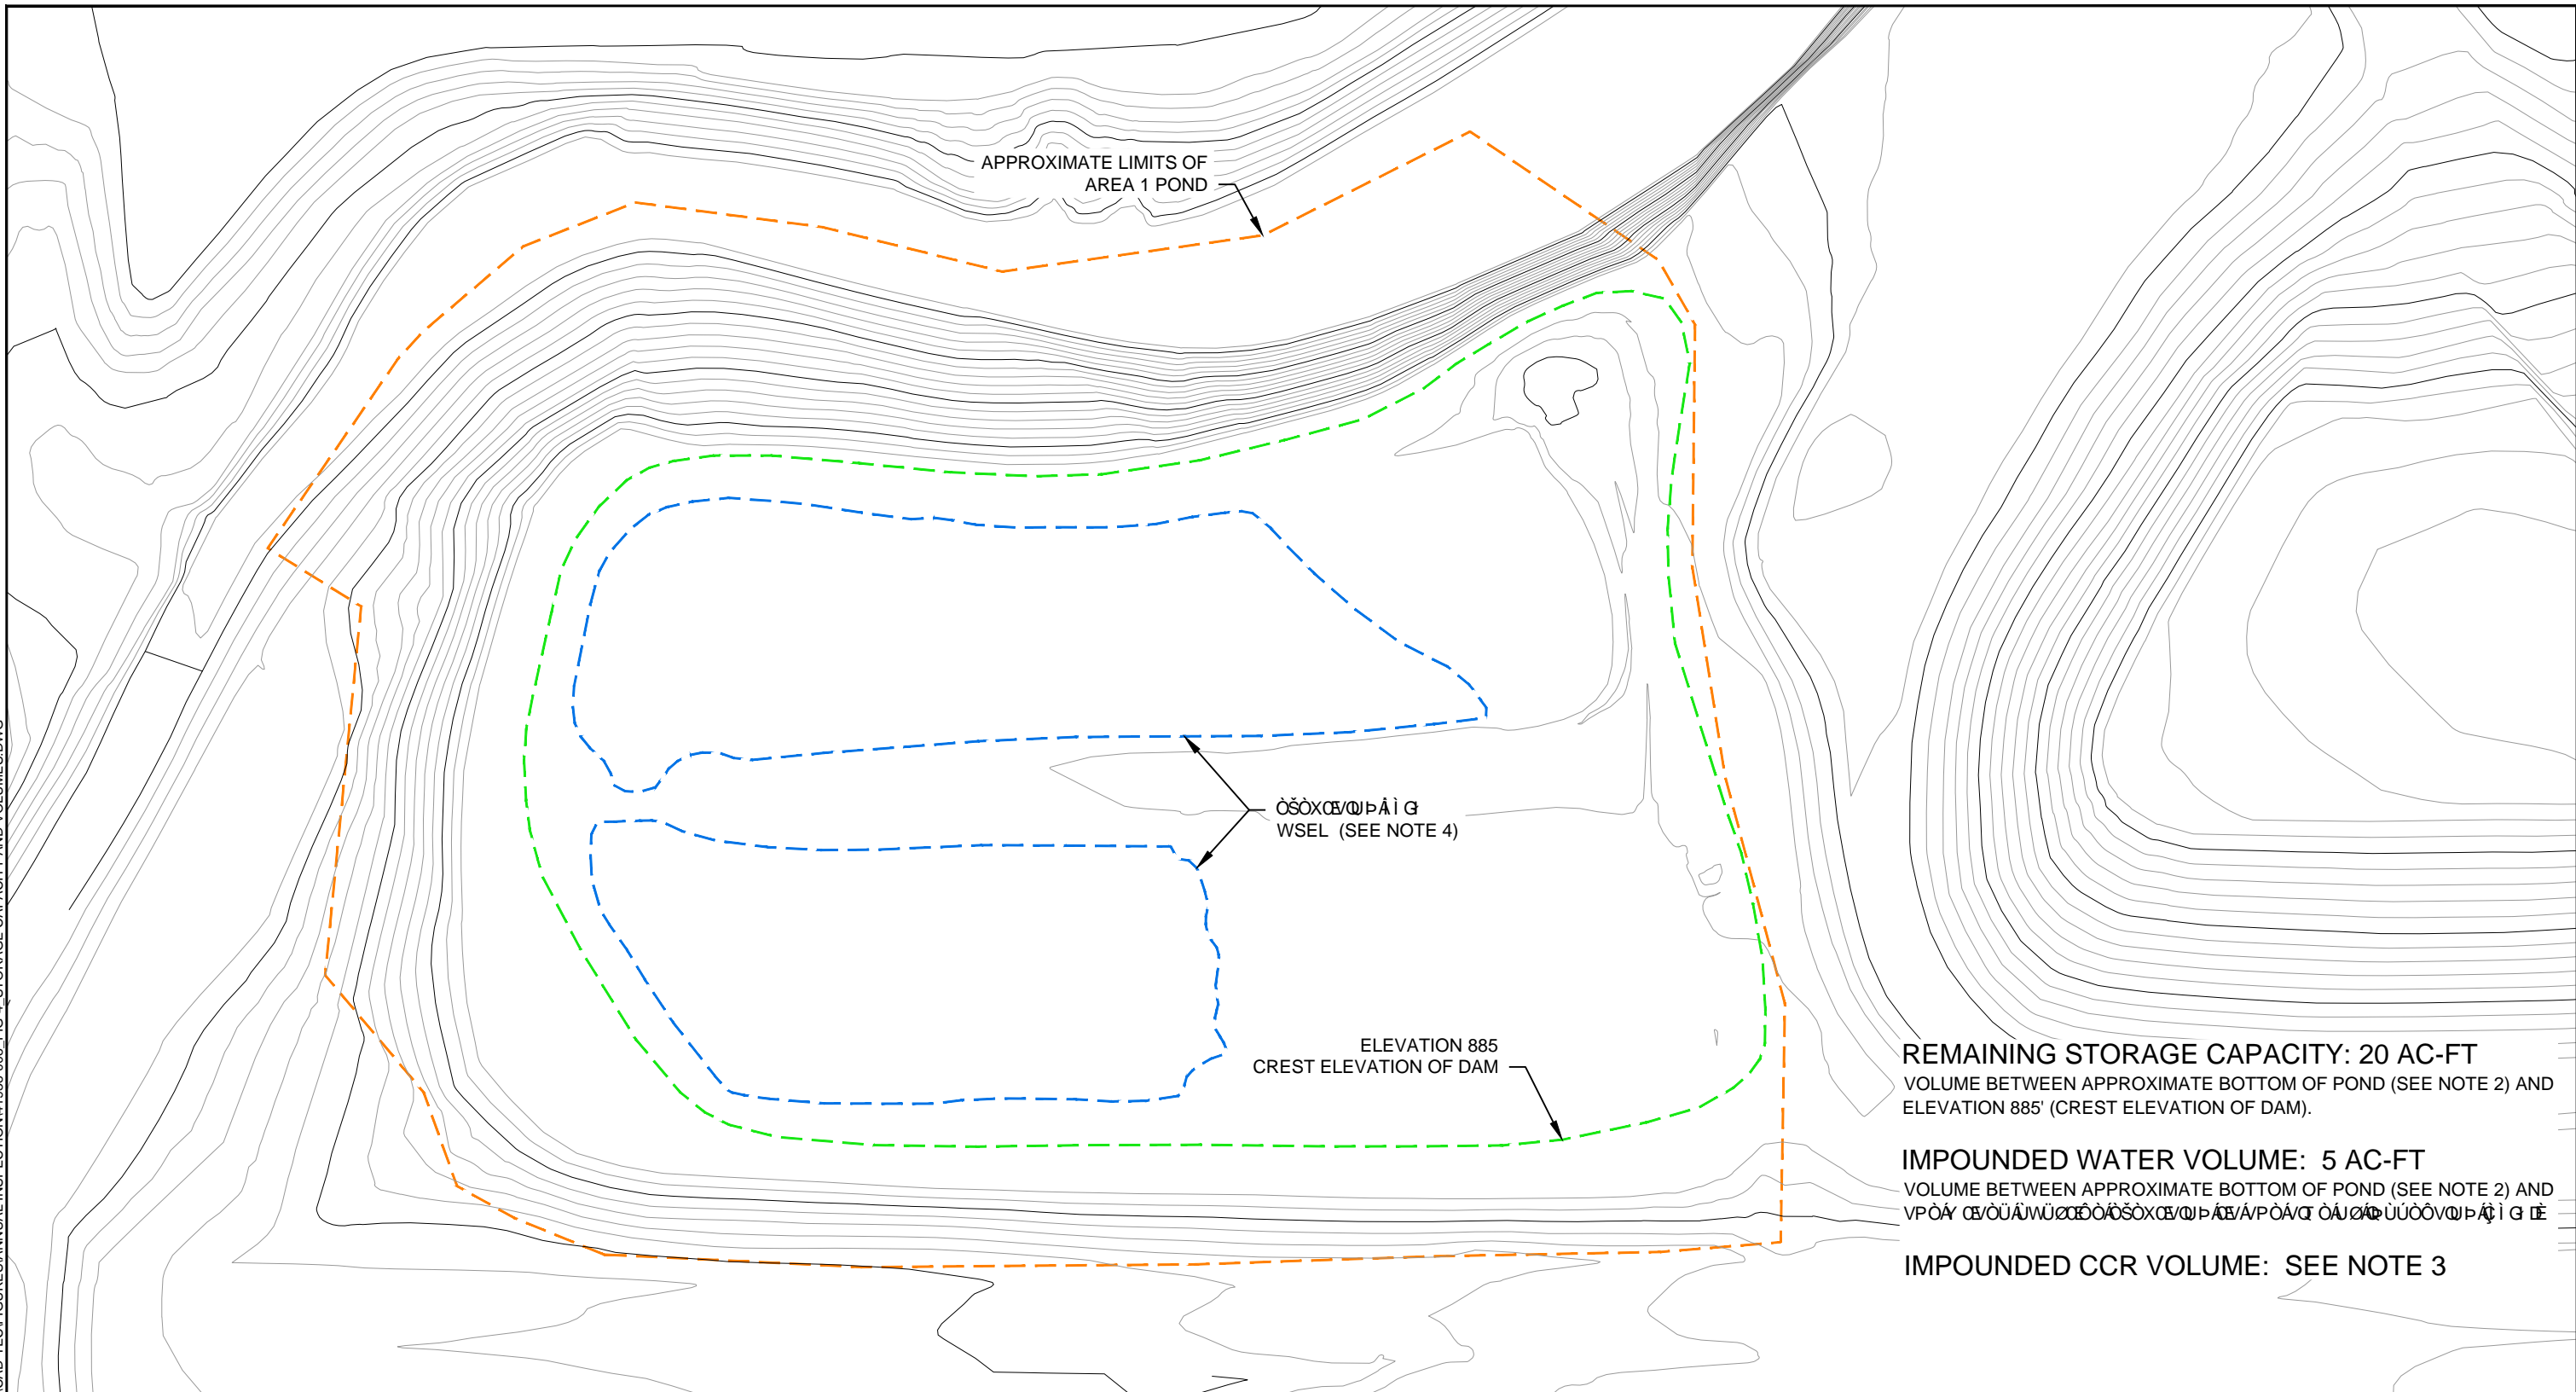 APPROXIMATE LIMITS OF
AREA 1 POND
WSEL (SEE NOTE 4)
ELEVATION 885
CREST ELEVATION OF DAM
REMAINING STORAGE CAPACITY: 20 AC-FT
VOLUME BETWEEN APPROXIMATE BOTTOM OF POND (SEE NOTE 2) AND
ELEVATION 885' (CREST ELEVATION OF DAM).
IMPOUNDED WATER VOLUME: 5 AC-FT
VOLUME BETWEEN APPROXIMATE BOTTOM OF POND (SEE NOTE 2) AND
IMPOUNDED CCR VOLUME: SEE NOTE 3